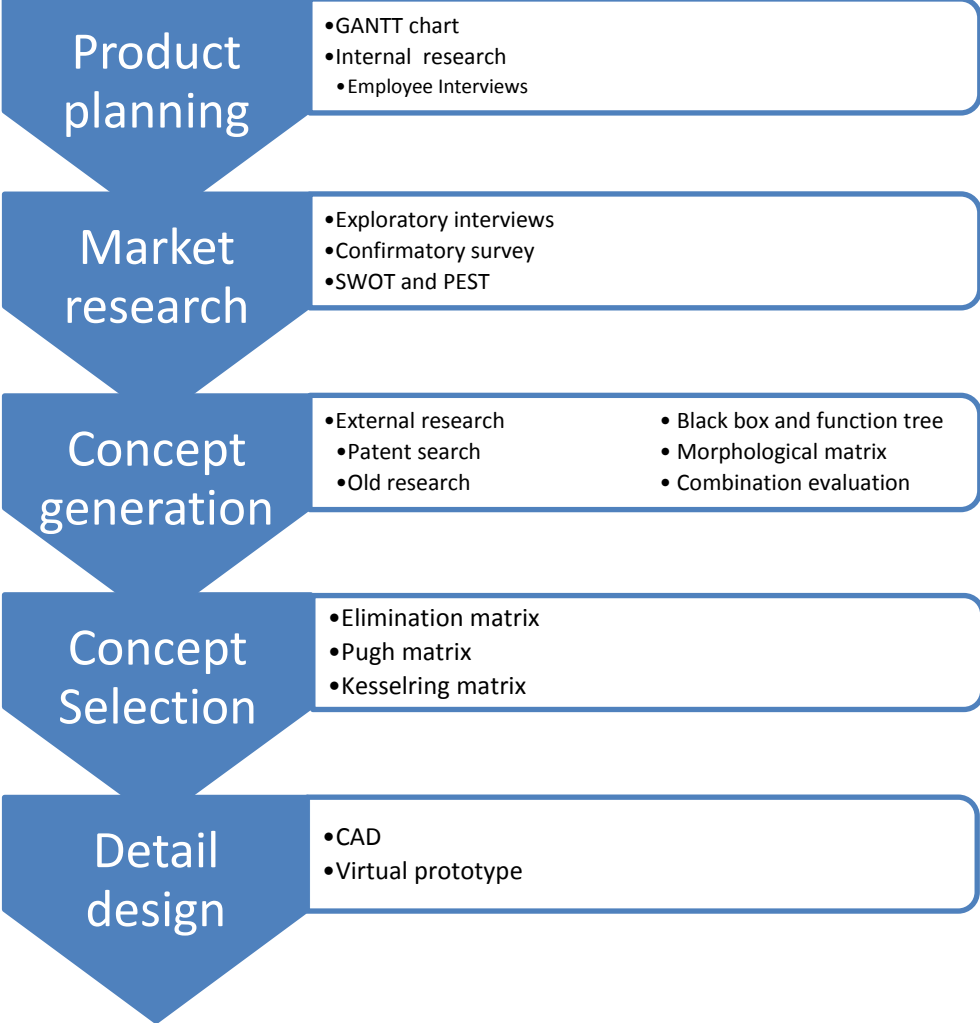 Product
planning
•GANTT chart
•Internal  research
•Employee Interviews
Market
research
•Exploratory interviews
•Confirmatory survey
•SWOT and PEST
Concept
generation
•External research
•Patent search
•Old research
• Black box and function tree
• Morphological matrix
• Combination evaluation
Concept
Selection
•Elimination matrix
•Pugh matrix
•Kesselring matrix
Detail
design
•CAD
•Virtual prototype